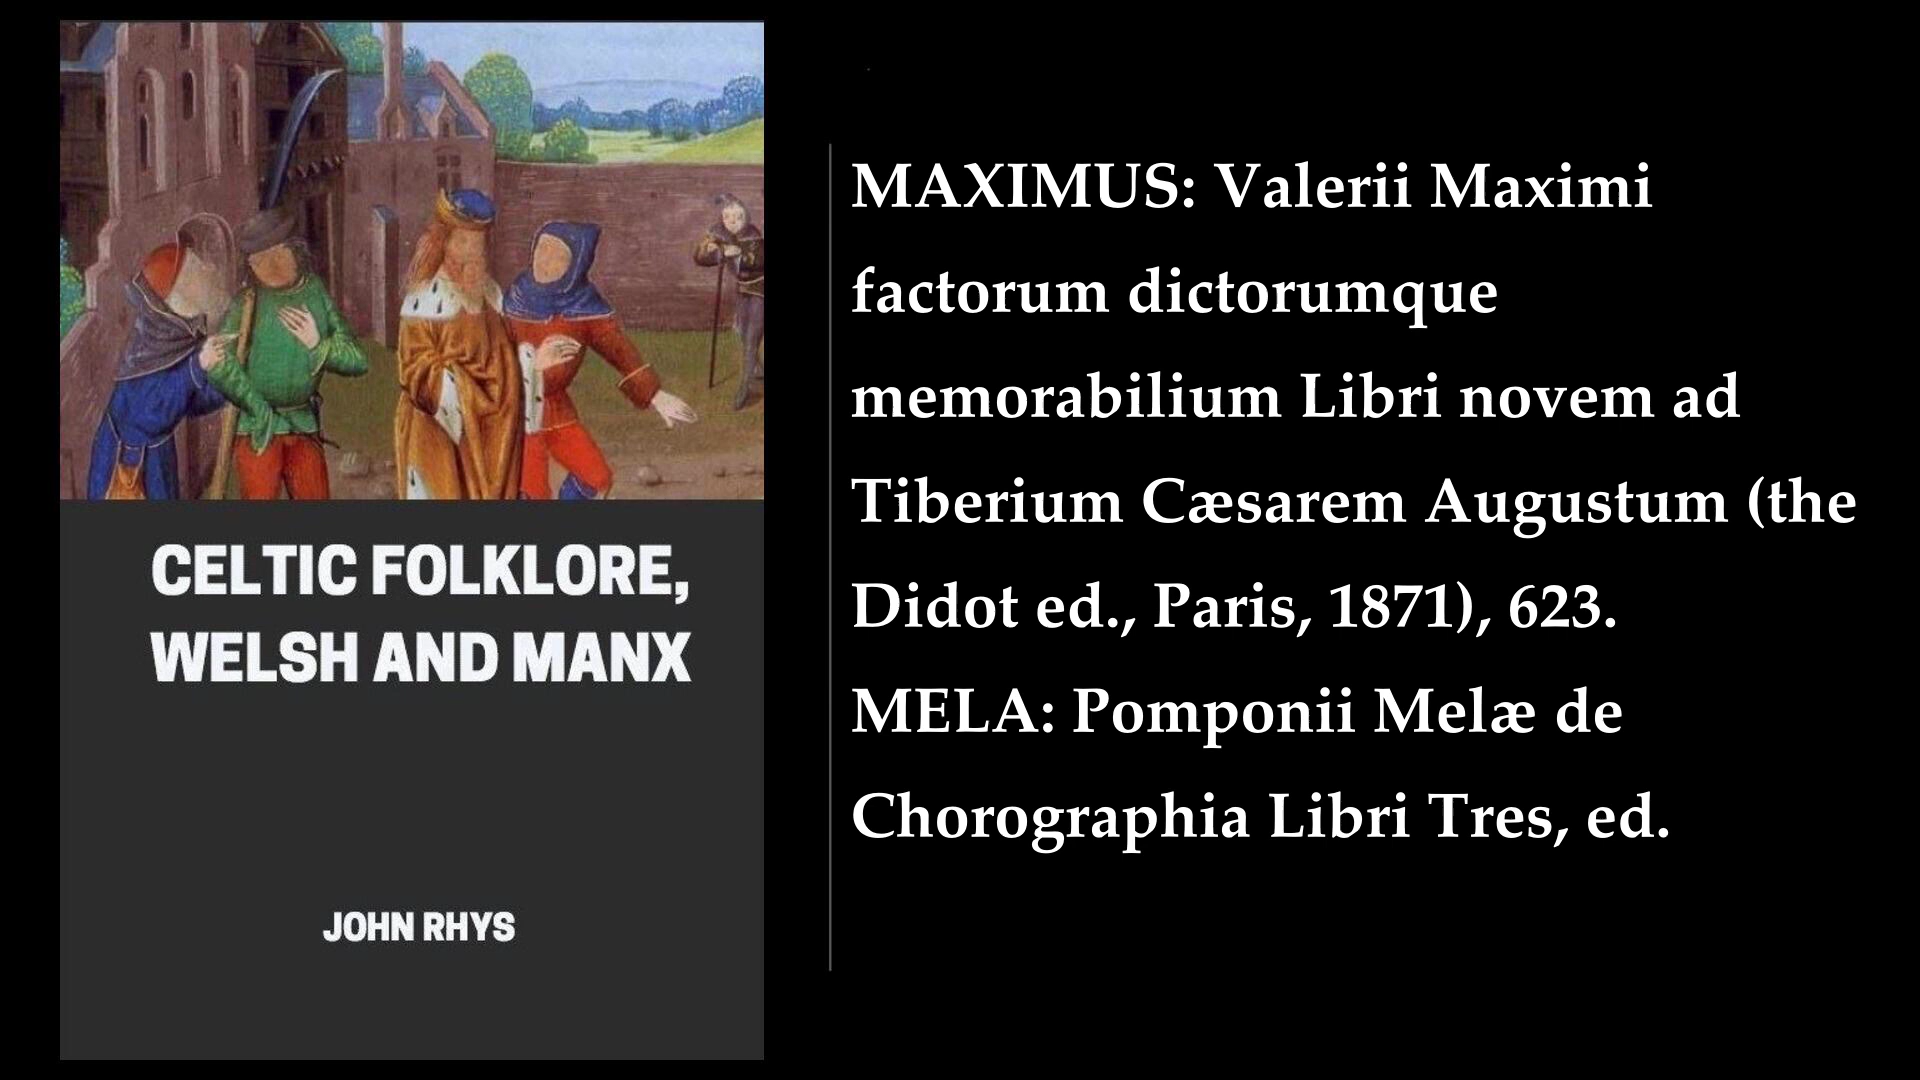 CELTIC FOLKLORE,
WELSH AND MANX
JOHN RHYS
MAXIMUS: Valerii Maximi
factorum dictorumque
memorabilium Libri novem ad
Tiberium Cæsarem Augustum (the
Didot ed., Paris, 1871), 623.
MELA: Pomponii Melæ de
Chorographia Libri Tres, ed.